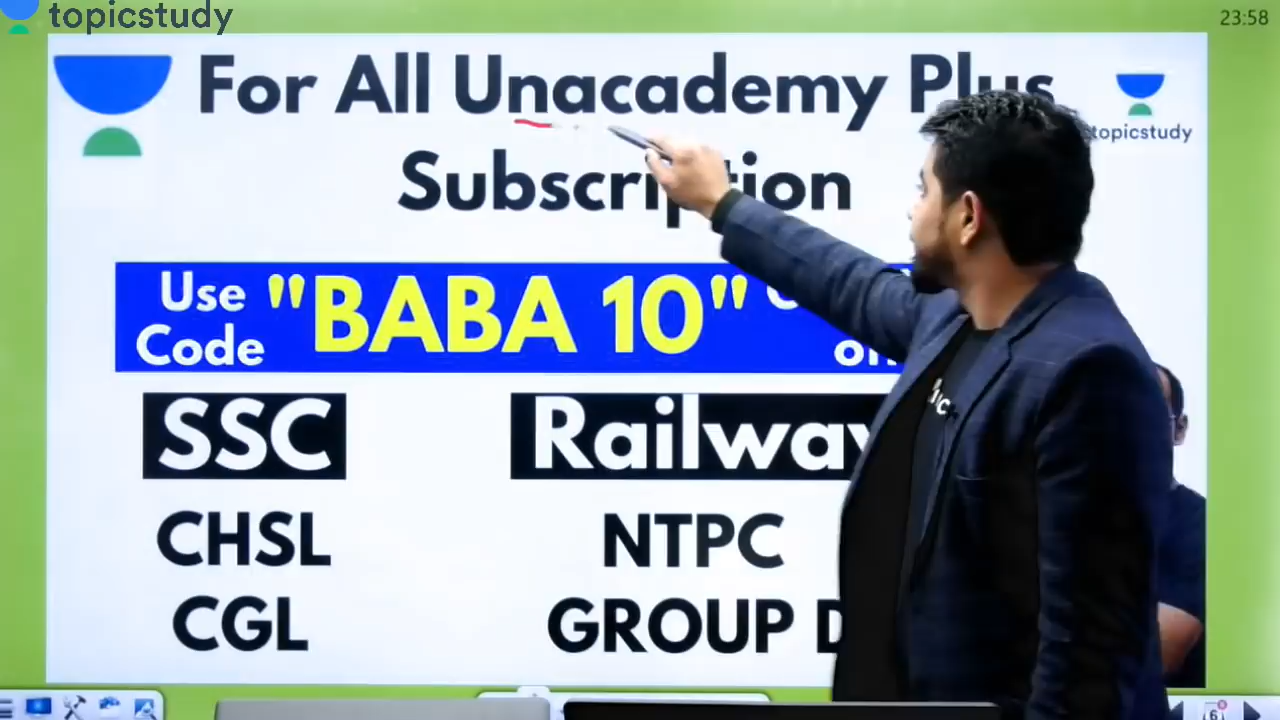 topicstudy
23:58
For All Unacademy Plus
topicstudy
Subscription
Use Code "BABA 10"
SSC
Railway
CHSL
NTPC
CGL
GROUP D